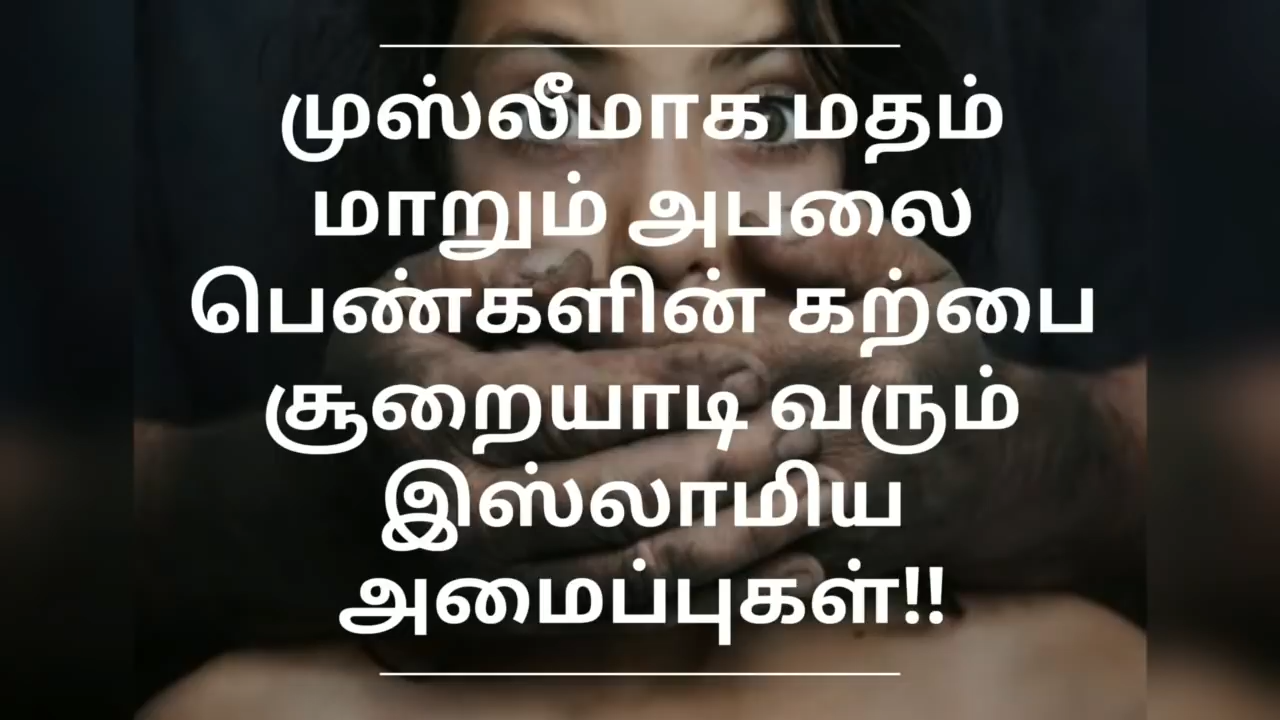 முஸ்லீமாக மதம்
மாறும் அபலை
பெண்களின் கற்பை
சூறையாடி வரும்
இஸ்லாமிய
அமைப்புகள்!!